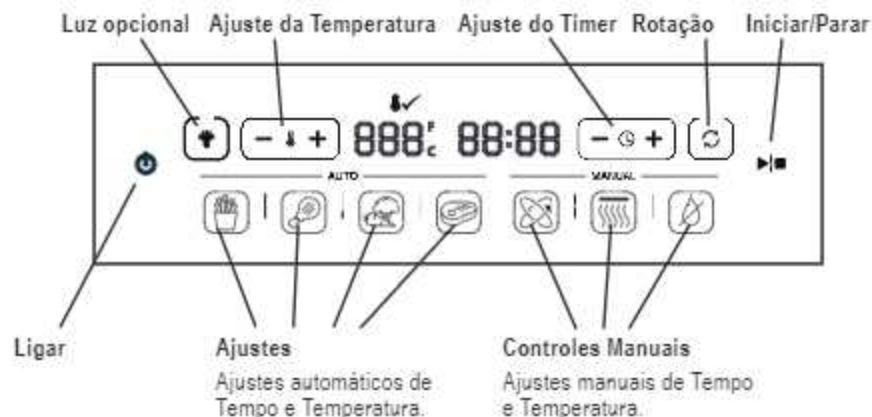 Luz opcional Ajuste da Temperatura Ajuste do Timer Rotação Iniciar/Parar
888 F C 88:88
AUTO MANUAL
Ligar
Ajustes
Ajustes automáticos de
Tempo e Temperatura.
Controles Manuais
Ajustes manuais de Tempo
e Temperatura.